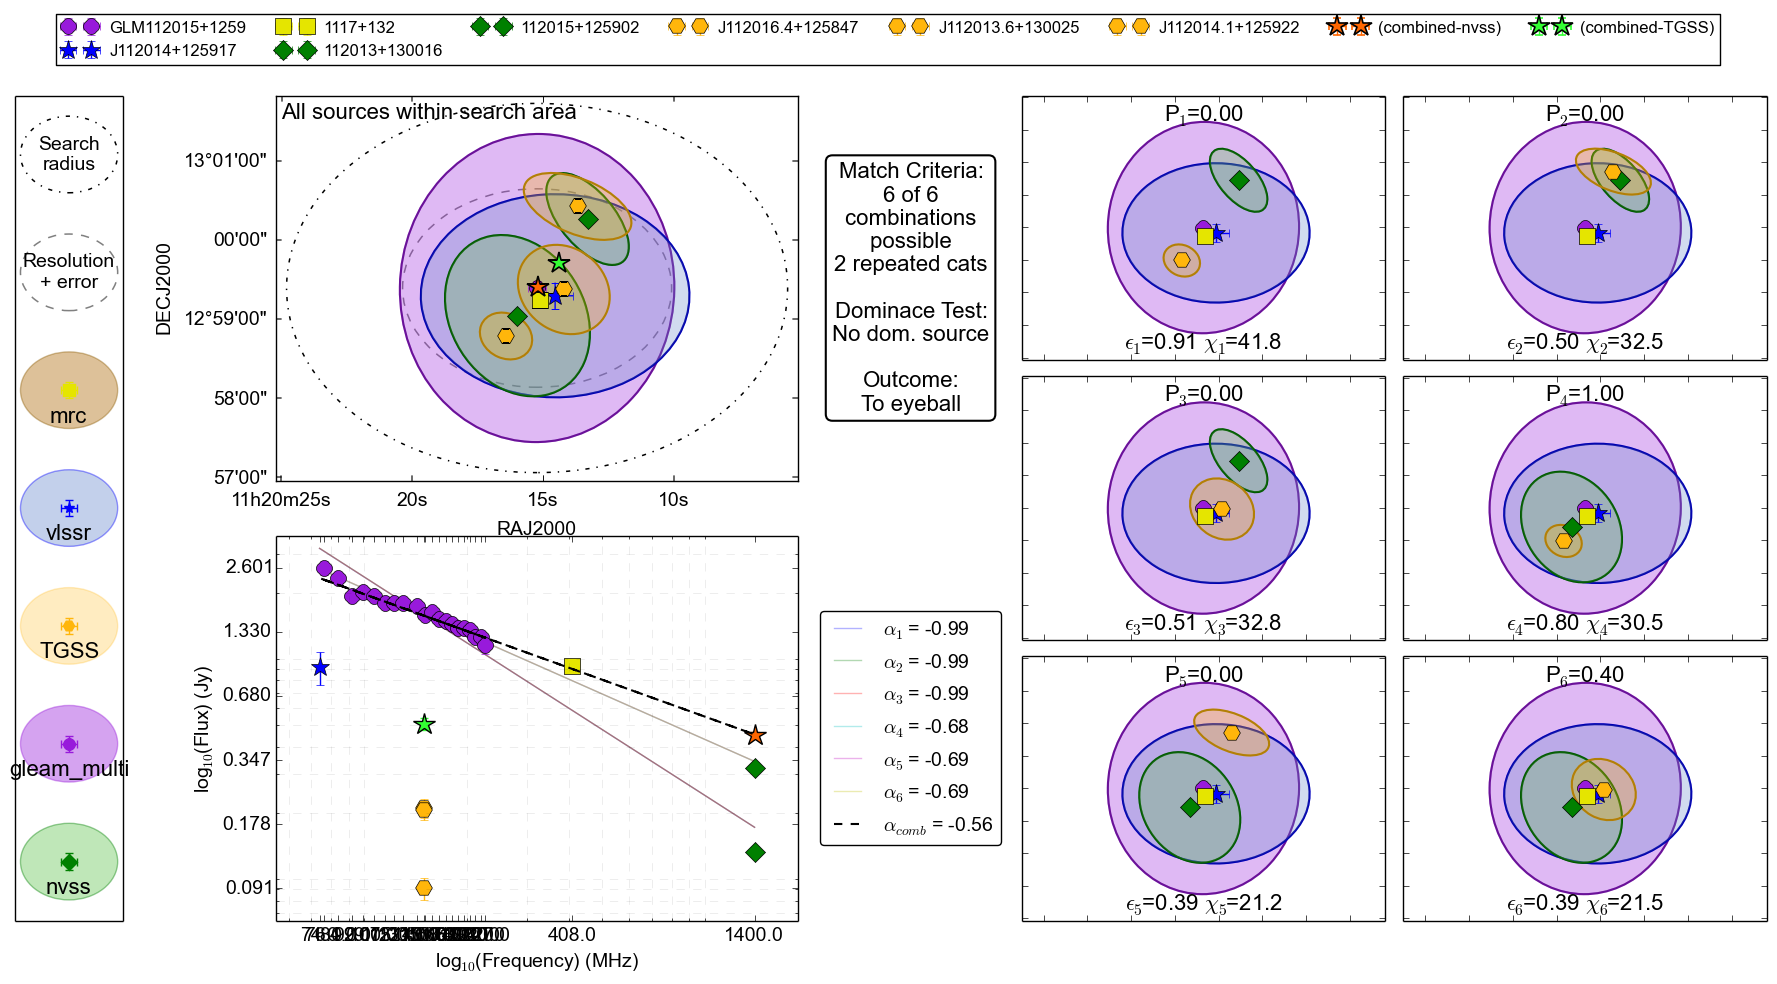 GLM112015+1259
1117+132
112015+125902
J112016.4+125847
J112013.6+130025
J112014.1+125922
(combined-nvss)
(combined-TGSS)
J112014+125917
112013+130016
Search
radius
Resolution
+ error
mrc
vlssr
TGSS
gleam_multi
nvss
All sources within search area
DECJ2000
13°01'00"
00'00"
12°59'00"
58'00"
57'00"
11h20m25s
20s
15s
10s
RAJ2000
Match Criteria:
6 of 6
combinations
possible
2 repeated cats
Dominace Test:
No dom. source
Outcome:
To eyeball
log10(Flux) (Jy)
2.601
1.330
0.680
0.347
0.178
0.091
408.0
1400.0
log10(Frequency) (MHz)
α1 = -0.99
α2 = -0.99
α3 = -0.99
α4 = -0.68
α5 = -0.69
α6 = -0.69
αcomb = -0.56
P1=0.00
ϵ1=0.91 χ1=41.8
P2=0.00
ϵ2=0.50 χ2=32.5
P3=0.00
ϵ3=0.51 χ3=32.8
P4=1.00
ϵ4=0.80 χ4=30.5
P5=0.00
ϵ5=0.39 χ5=21.2
P6=0.40
ϵ6=0.39 χ6=21.5